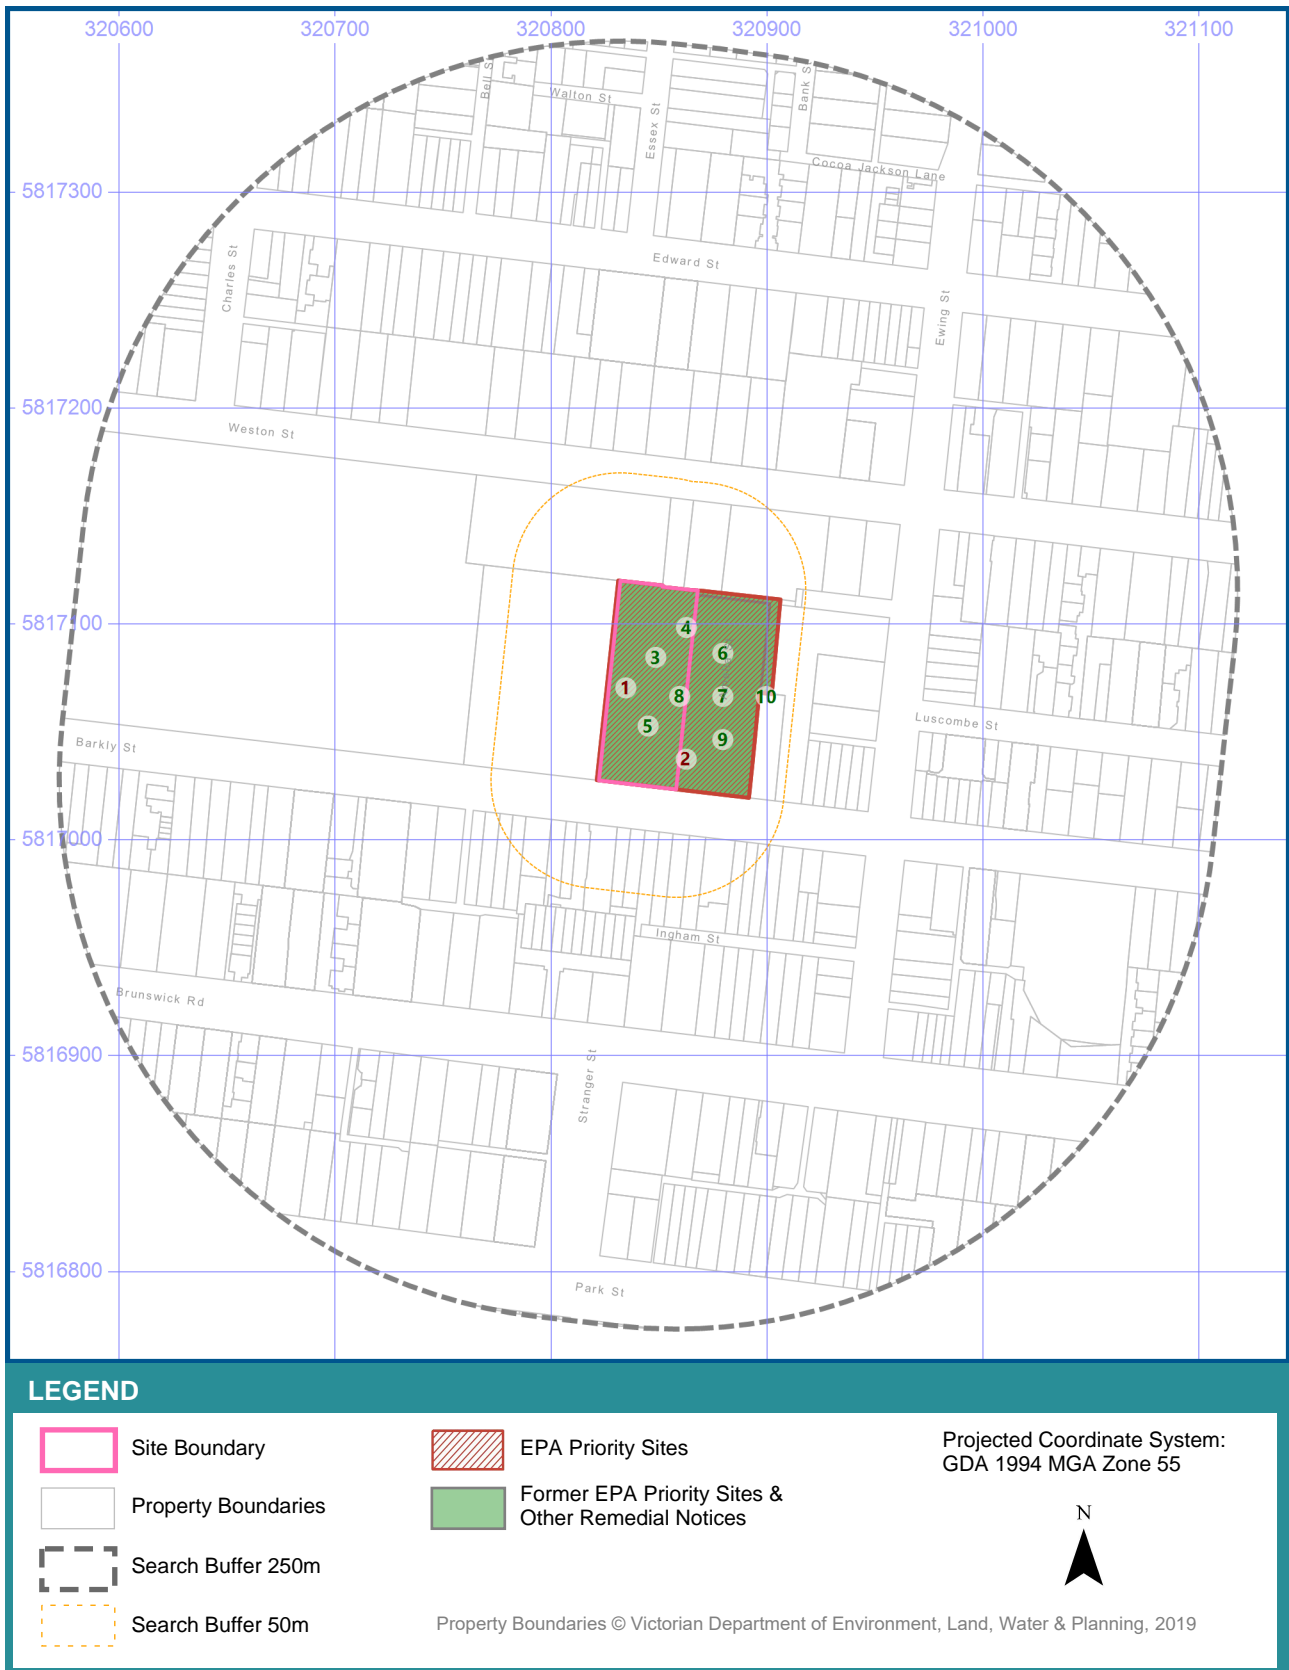 320600 320700 320800 320900 321000 321100
Bell S
Walton St
Essex St
Bank S
Cocoa Jackson Lane
5817300
Charles St
Edward St
Ewing St
5817200
Weston St
5817100
4
3
6
1
8
7
10
5
9
2
Luscombe St
Barkly St
5817000
Ingham St
Brunswick Rd
5816900
Stranger St
5816800
Park St
LEGEND
Site Boundary
Property Boundaries
Search Buffer 250m
Search Buffer 50m
EPA Priority Sites
Former EPA Priority Sites &
Other Remedial Notices
Projected Coordinate System:
GDA 1994 MGA Zone 55
N
Property Boundaries © Victorian Department of Environment, Land, Water & Planning, 2019